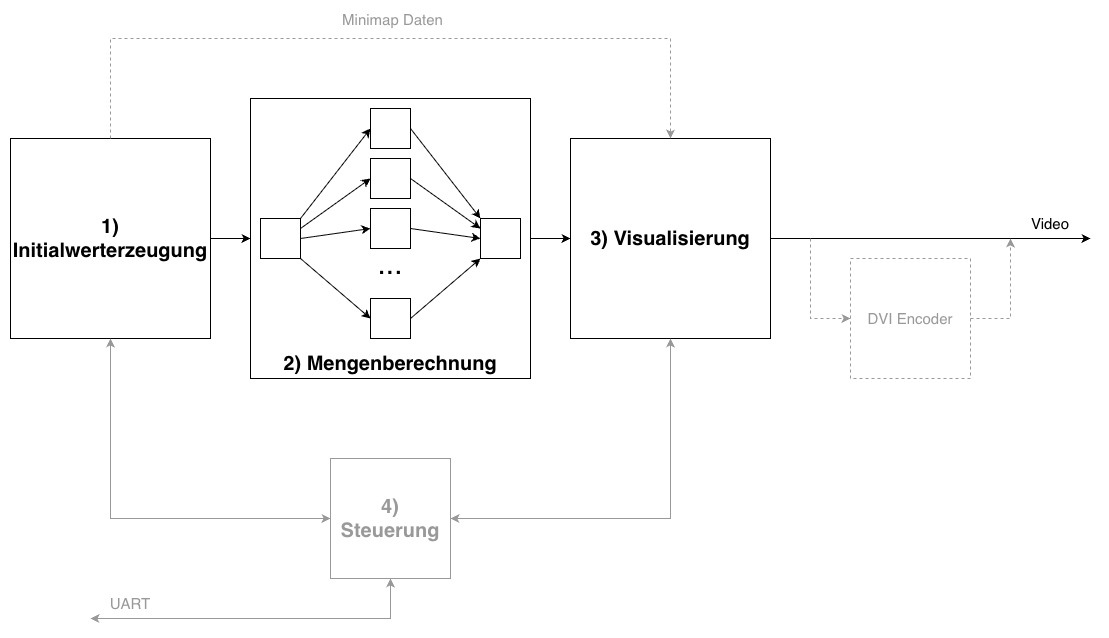 Minimap Daten
1)
Initialwerterzeugung
...
2) Mengenberechnung
3) Visualisierung
Video
DVI Encoder
4)
Steuerung
UART